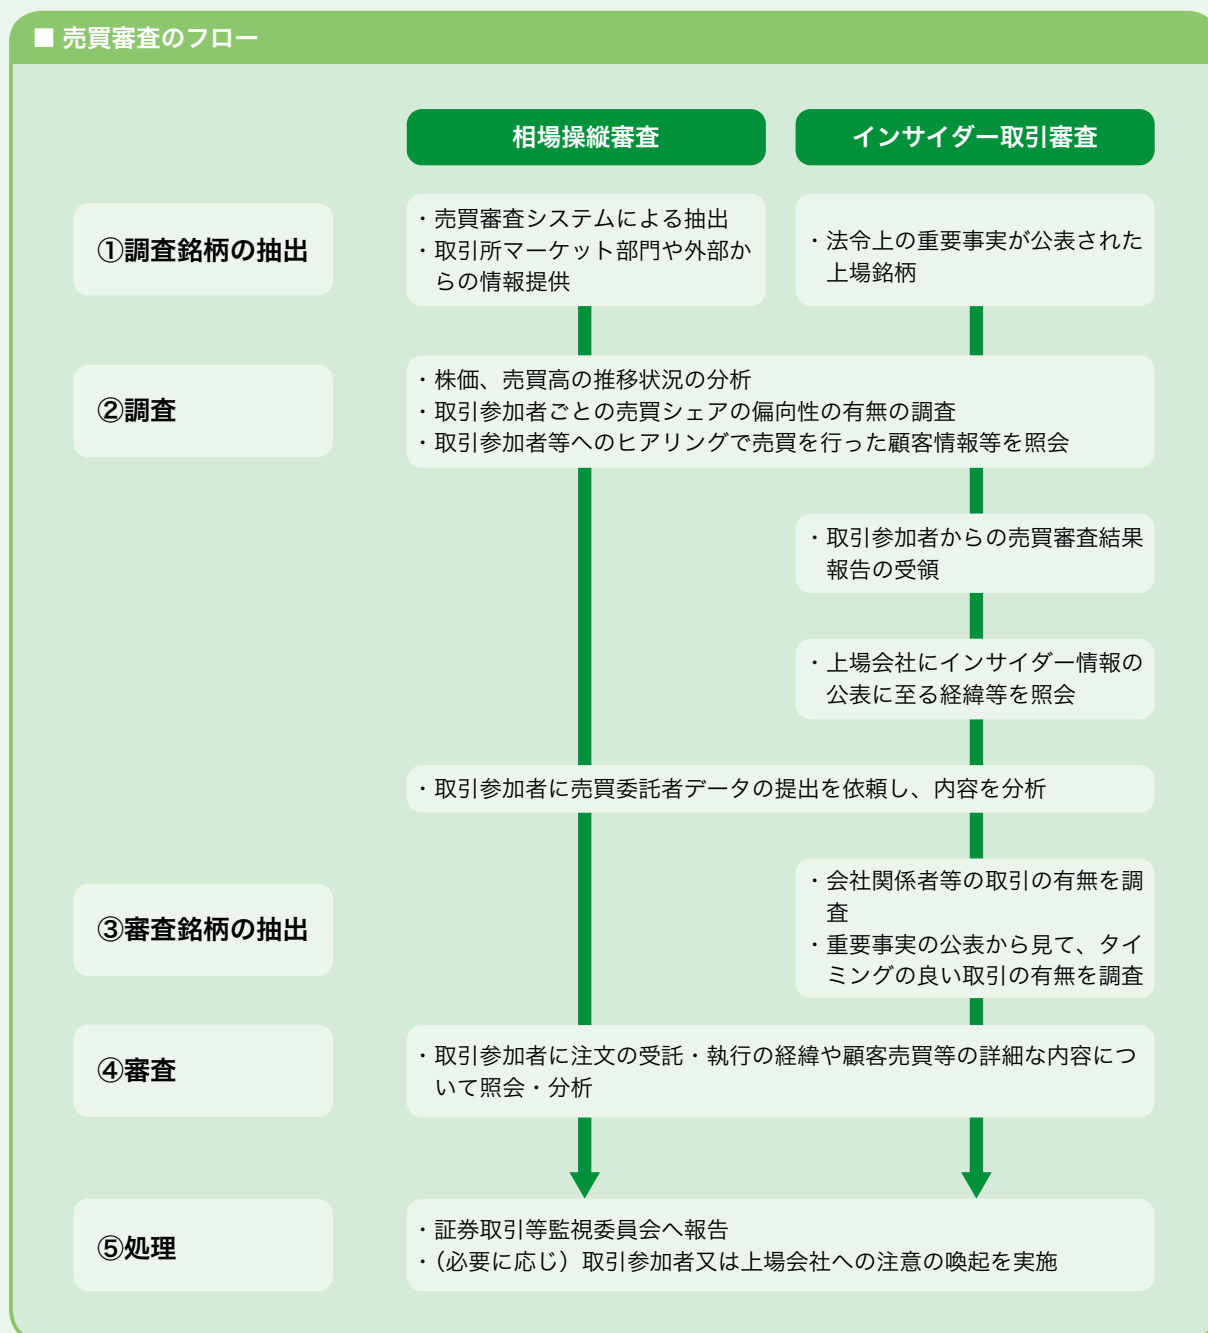 ■ 売買審査のフロー
相場操縦審査
インサイダー取引審査
①調査銘柄の抽出
・売買審査システムによる抽出
・取引所マーケット部門や外部か
らの情報提供
・法令上の重要事実が公表された
上場銘柄
②調査
・株価、売買高の推移状況の分析
・取引参加者ごとの売買シェアの偏向性の有無の調査
・取引参加者等へのヒアリングで売買を行った顧客情報等を照会
・取引参加者からの売買審査結果
報告の受領
・上場会社にインサイダー情報の
公表に至る経緯等を照会
・取引参加者に売買委託者データの提出を依頼し、内容を分析
③審査銘柄の抽出
・会社関係者等の取引の有無を調
査
・重要事実の公表から見て、タイ
ミングの良い取引の有無を調査
④審査
・取引参加者に注文の受託・執行の経緯や顧客売買等の詳細な内容につ
いて照会・分析
⑤処理
・証券取引等監視委員会へ報告
・（必要に応じ）取引参加者又は上場会社への注意の喚起を実施